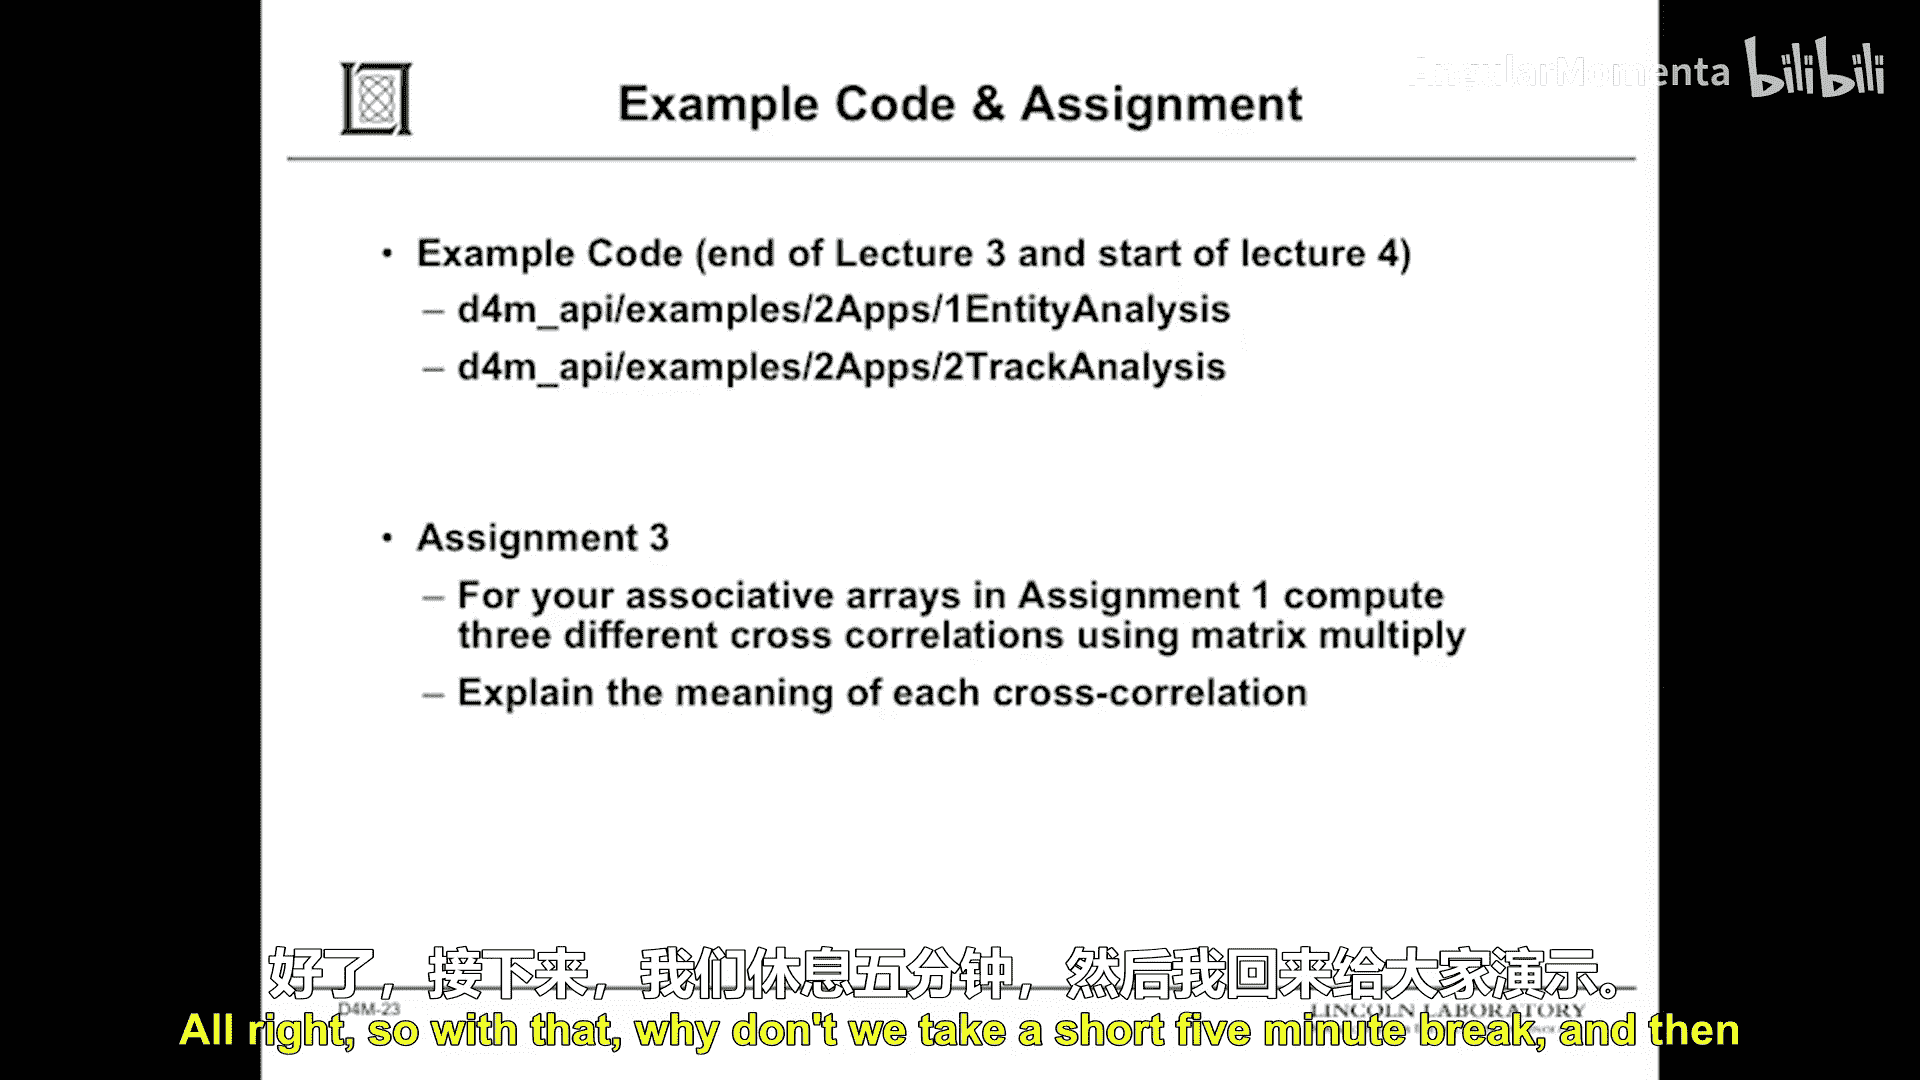 AngularMomenta bilibili
Example Code & Assignment
• Example Code (end of Lecture 3 and start of lecture 4)
– d4m_api/examples/2Apps/1EntityAnalysis
– d4m_api/examples/2Apps/2TrackAnalysis
• Assignment 3
– For your associative arrays in Assignment 1 compute
three different cross correlations using matrix multiply
– Explain the meaning of each cross-correlation
好了，接下来，我们休息五分钟，然后我回来给大家演示。
D4M-23
LINCOLN LABORATORY
All right, so with that, why don't we take a short five minute break, and then